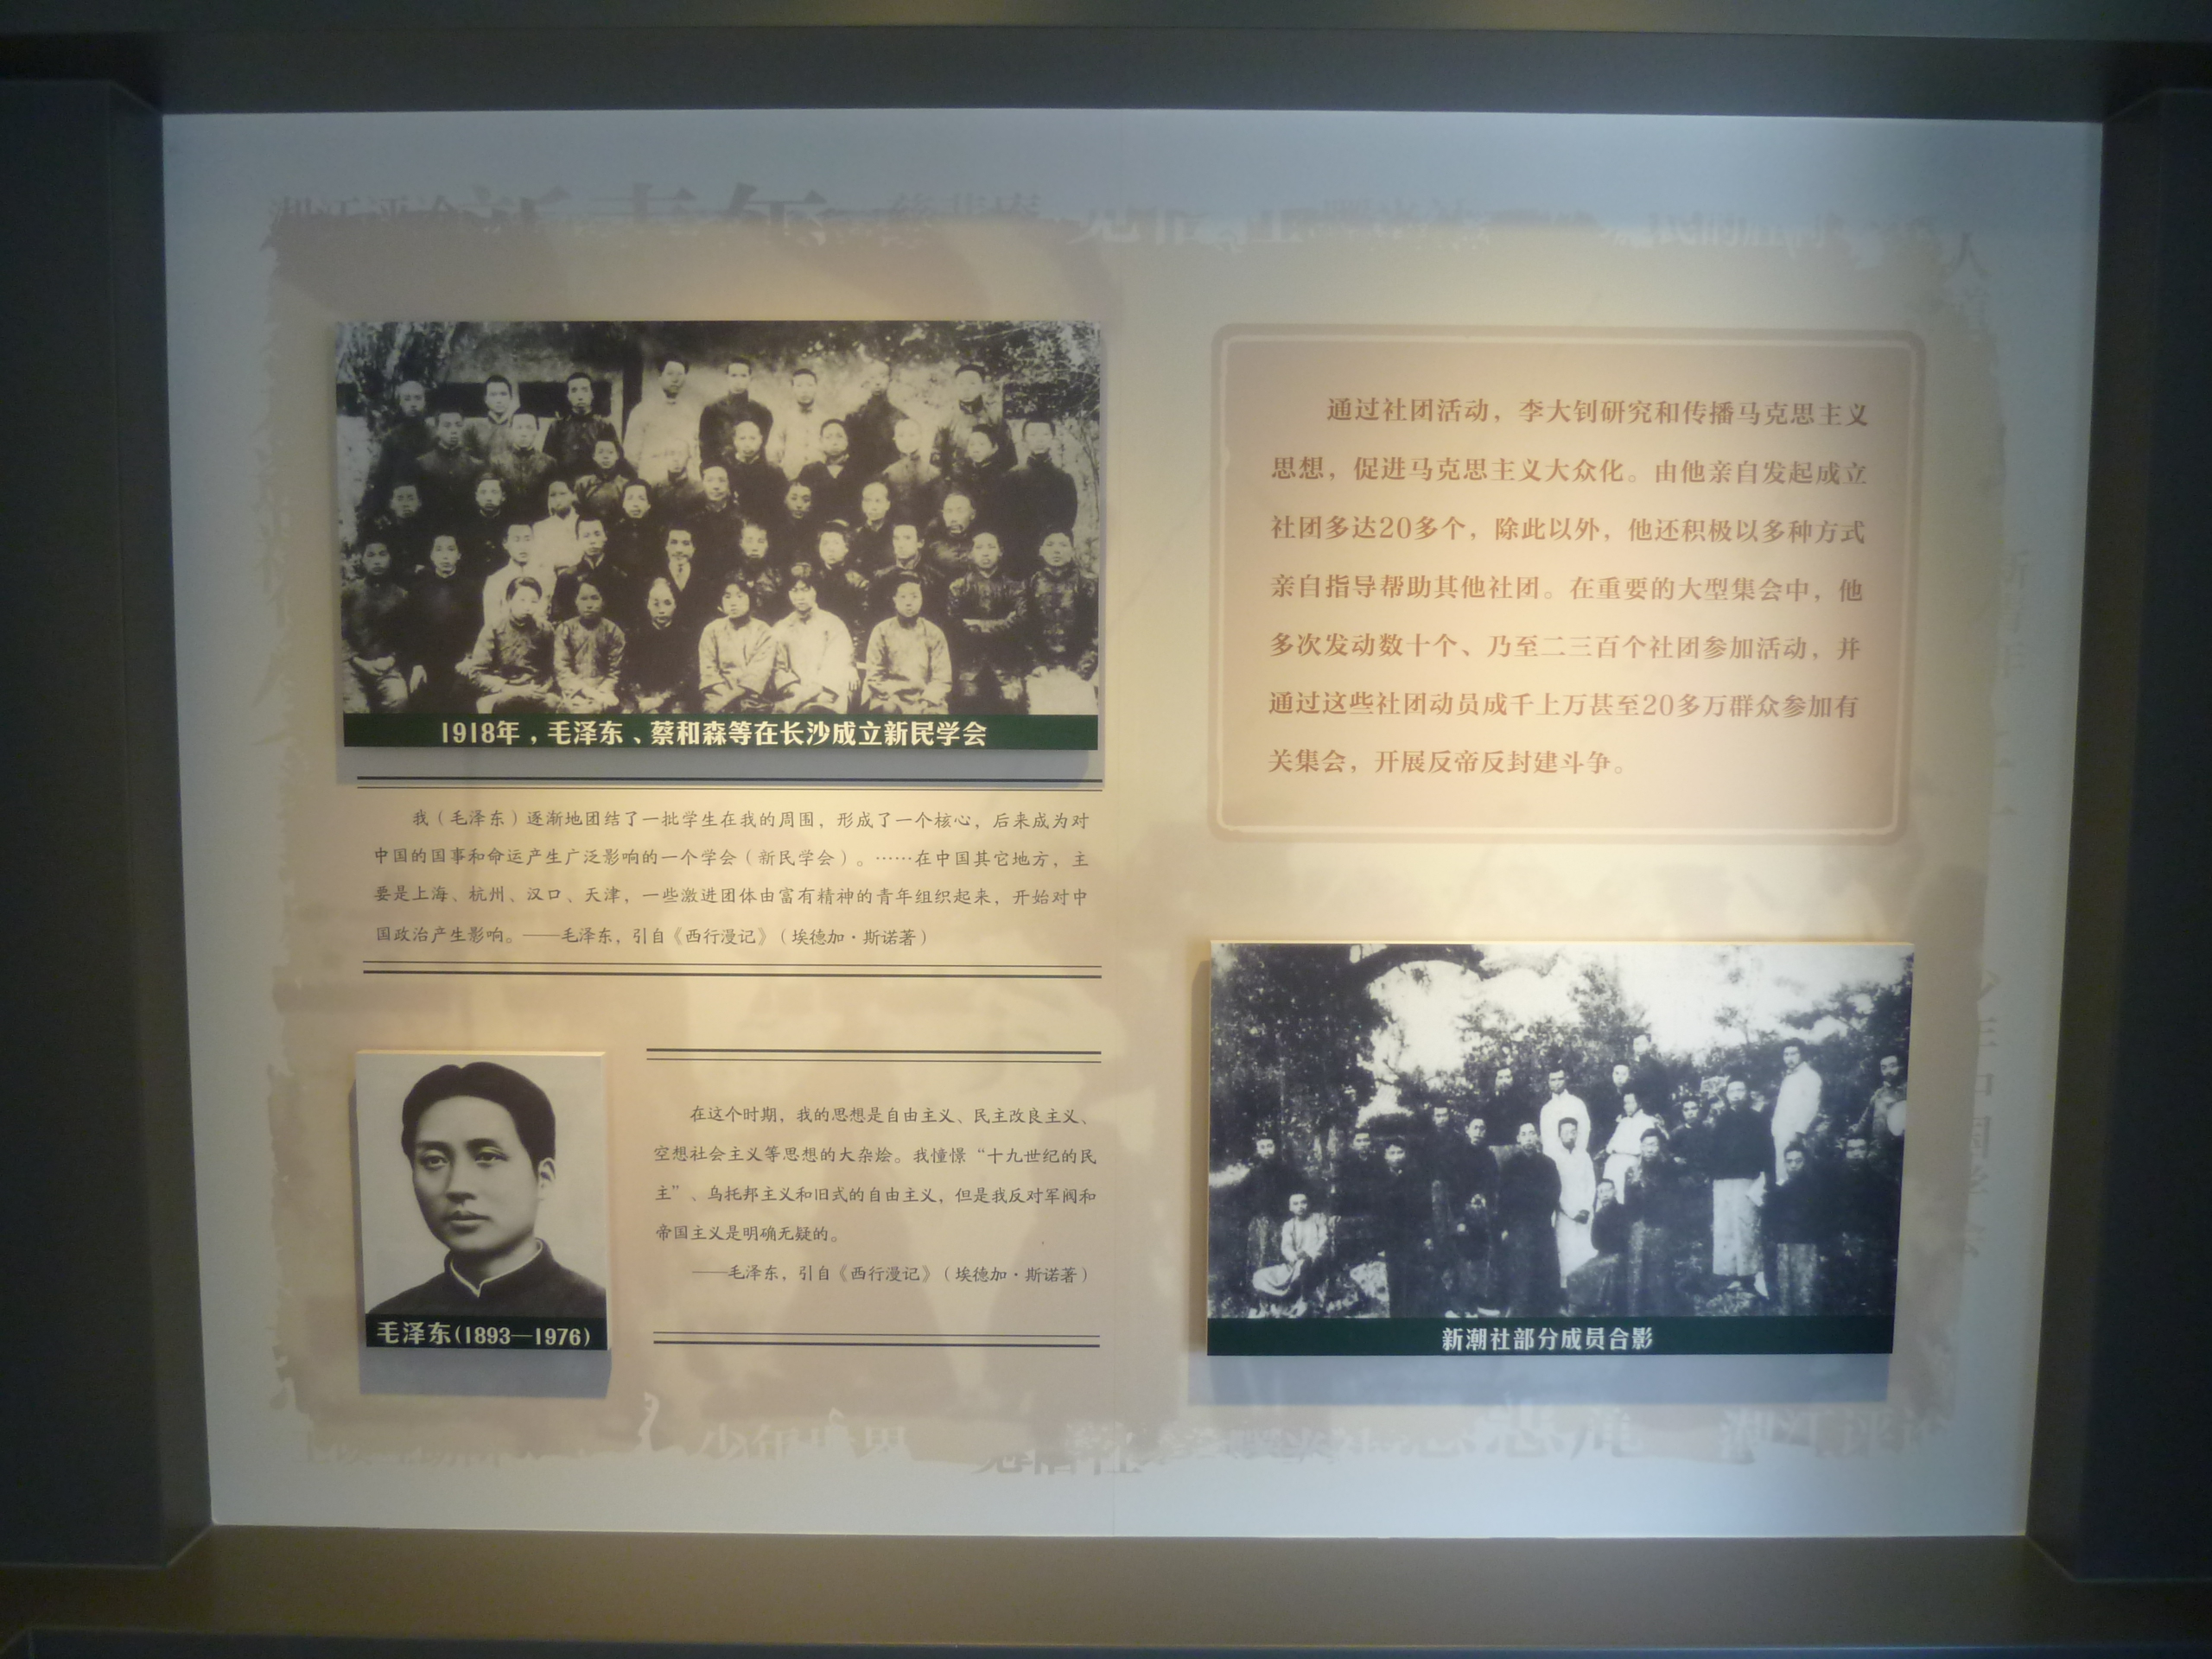 新青年
1918年，毛泽东、蔡和森等在长沙成立新民学会
我（毛泽东）逐渐地团结了一批学生在我的周围，形成了一个核心，后来成为对
中国的国事和命运产生广泛影响的一个学会（新民学会）。……在中国其它地方，主
要是上海、杭州、汉口、天津，一些激进团体由富有精神的青年组织起来，开始对中
国政治产生影响。——毛泽东，引自《西行漫记》（埃德加·斯诺著）
毛泽东(1893—1976)
在这个时期，我的思想是自由主义、民主改良主义、
空想社会主义等思想的大杂烩。我憧憬“十九世纪的民
主”、乌托邦主义和旧式的自由主义，但是我反对军阀和
帝国主义是明确无疑的。
——毛泽东，引自《西行漫记》（埃德加·斯诺著）
通过社团活动，李大钊研究和传播马克思主义
思想，促进马克思主义大众化。由他亲自发起成立
社团多达20多个，除此以外，他还积极以多种方式
亲自指导帮助其他社团。在重要的大型集会中，他
多次发动数十个、乃至二三百个社团参加活动，并
通过这些社团动员成千上万甚至20多万群众参加有
关集会，开展反帝反封建斗争。
新潮社部分成员合影
少年世界
湘江评论